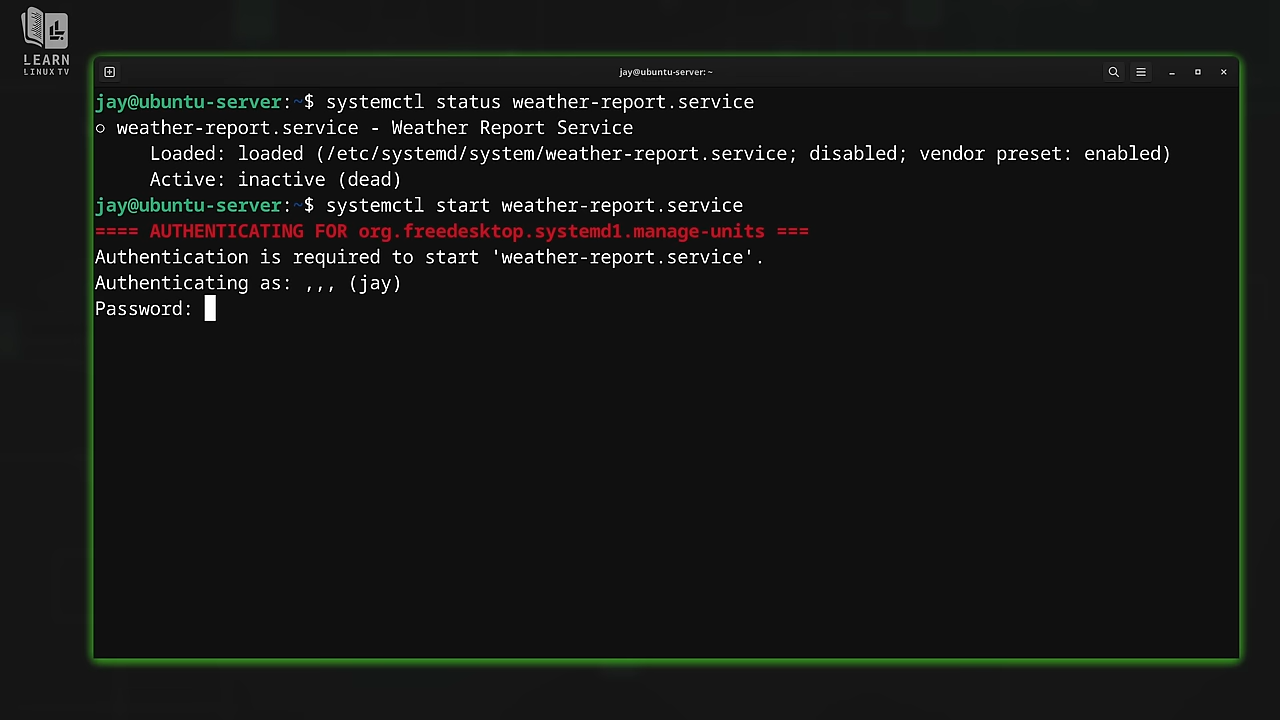 LEARN
LINUX TV
jay@ubuntu-server: ~
jay@ubuntu-server:~$ systemctl status weather-report.service
○ weather-report.service - Weather Report Service
     Loaded: loaded (/etc/systemd/system/weather-report.service; disabled; vendor preset: enabled)
     Active: inactive (dead)
jay@ubuntu-server:~$ systemctl start weather-report.service
==== AUTHENTICATING FOR org.freedesktop.systemd1.manage-units ===
Authentication is required to start 'weather-report.service'.
Authenticating as: ,,, (jay)
Password: